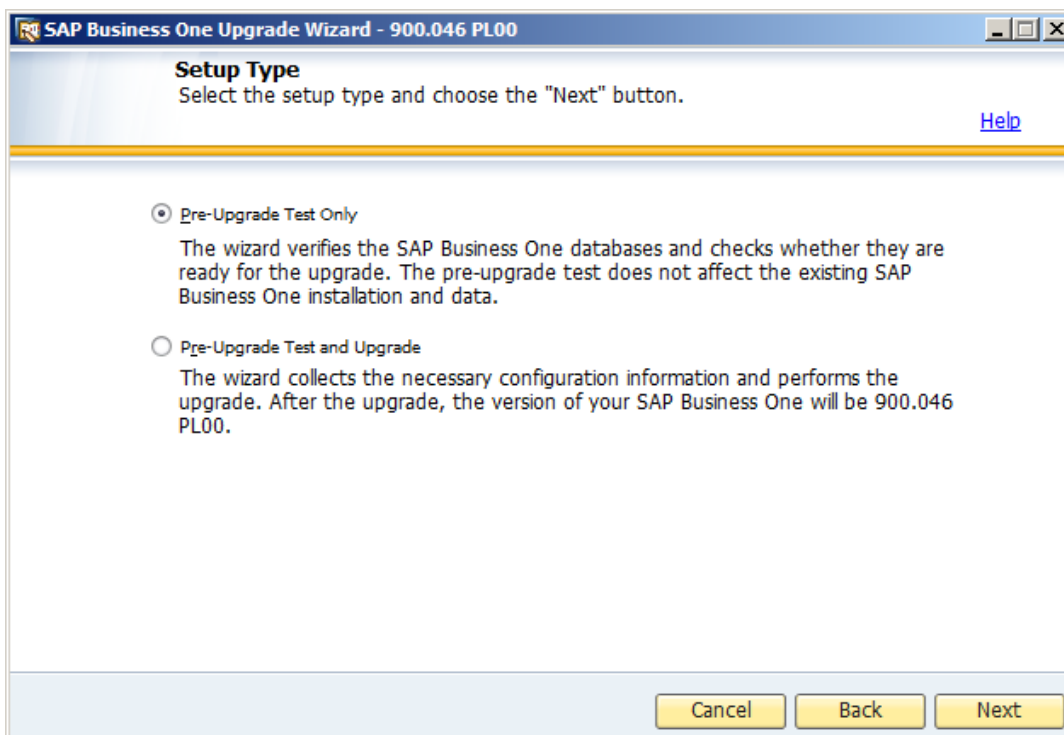 SAP Business One Upgrade Wizard - 900.046 PL00
Setup Type
Select the setup type and choose the "Next" button.
Help
Pre-Upgrade Test Only
The wizard verifies the SAP Business One databases and checks whether they are
ready for the upgrade. The pre-upgrade test does not affect the existing SAP
Business One installation and data.
Pre-Upgrade Test and Upgrade
The wizard collects the necessary configuration information and performs the
upgrade. After the upgrade, the version of your SAP Business One will be 900.046
PL00.
Cancel Back Next